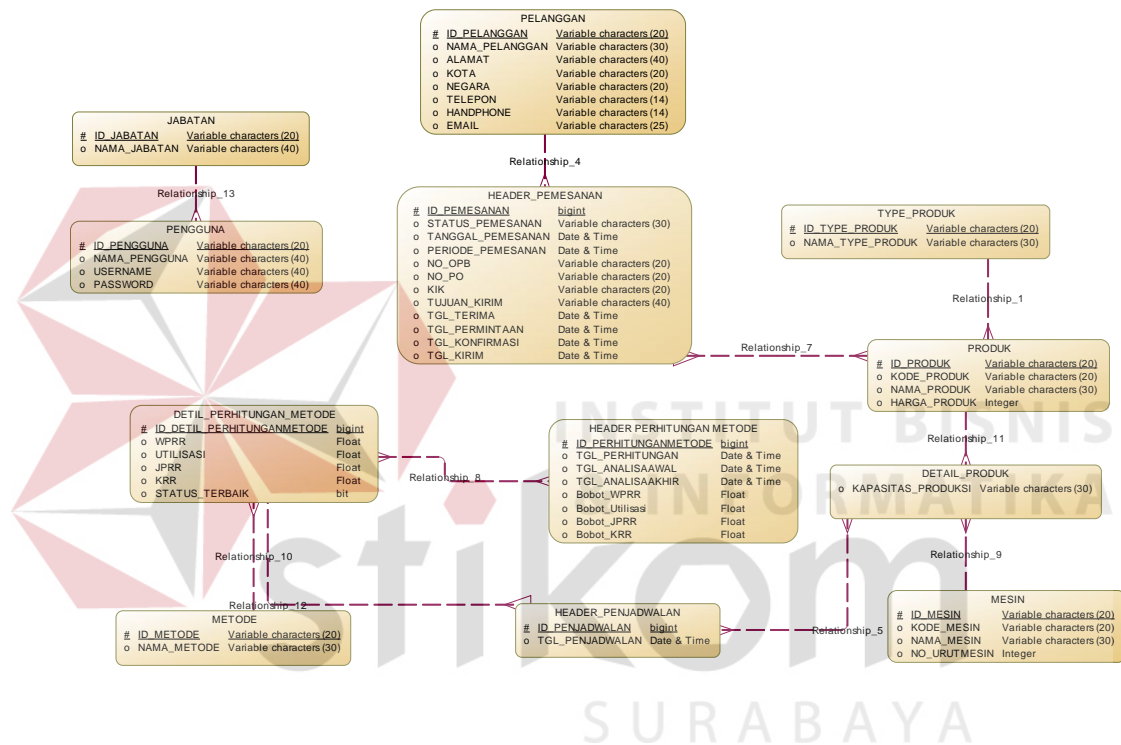 PELANGGAN
# ID_PELANGGAN Variable characters (20)
o NAMA_PELANGGAN Variable characters (30)
o ALAMAT Variable characters (40)
o KOTA Variable characters (20)
o NEGARA Variable characters (20)
o TELEPON Variable characters (14)
o HANDPHONE Variable characters (14)
o EMAIL Variable characters (25)
JABATAN
# ID_JABATAN Variable characters (20)
o NAMA_JABATAN Variable characters (40)
Relationship_4
Relationship_13
HEADER_PEMESANAN
# ID_PEMESANAN bigint
o STATUS_PEMESANAN Variable characters (30)
o TANGGAL_PEMESANAN Date & Time
o PERIODE_PEMESANAN Date & Time
o NO_OPB Variable characters (20)
o NO_PO Variable characters (20)
o KIK Variable characters (20)
o TUJUAN_KIRIM Variable characters (40)
o TGL_TERIMA Date & Time
o TGL_PERMINTAAN Date & Time
o TGL_KONFIRMASI Date & Time
o TGL_KIRIM Date & Time
PENGGUNA
# ID_PENGGUNA Variable characters (20)
o NAMA_PENGGUNA Variable characters (40)
o USERNAME Variable characters (40)
o PASSWORD Variable characters (40)
TYPE_PRODUK
# ID_TYPE_PRODUK Variable characters (20)
o NAMA_TYPE_PRODUK Variable characters (30)
Relationship_1
Relationship_7
PRODUK
# ID_PRODUK Variable characters (20)
o KODE_PRODUK Variable characters (20)
o NAMA_PRODUK Variable characters (30)
o HARGA_PRODUK Integer
DETIL_PERHITUNGAN_METODE
# ID_DETIL_PERHITUNGANMETODE bigint
o WPRR Float
o UTILISASI Float
o JPRR Float
o KRR Float
o STATUS_TERBAIK bit
HEADER PERHITUNGAN METODE
# ID_PERHITUNGANMETODE bigint
o TGL_PERHITUNGAN Date & Time
o TGL_ANALISAAWAL Date & Time
o TGL_ANALISAAKHIR Date & Time
o Bobot_WPRR Float
o Bobot_Utilisasi Float
o Bobot_JPRR Float
o Bobot_KRR Float
INSTITUT BISNIS
INFORMATIKA
Relationship_11
Relationship_8
DETAIL_PRODUK
o KAPASITAS_PRODUKSI Variable characters (30)
Relationship_10
Relationship_9
stikom
Relationship_12
METODE
# ID_METODE Variable characters (20)
o NAMA_METODE Variable characters (30)
HEADER_PENJADWALAN
# ID_PENJADWALAN bigint
o TGL_PENJADWALAN Date & Time
Relationship_5
MESIN
# ID_MESIN Variable characters (20)
o KODE_MESIN Variable characters (20)
o NAMA_MESIN Variable characters (30)
o NO_URUTMESIN Integer
SURABAYA